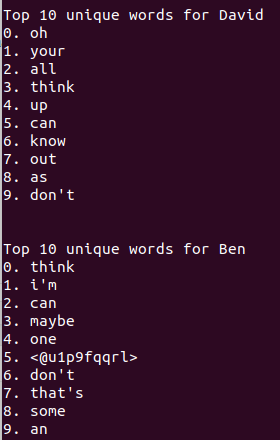 Top 10 unique words for David
0. oh
1. your
2. all
3. think
4. up
5. can
6. know
7. out
8. as
9. don't
Top 10 unique words for Ben
0. think
1. i'm
2. can
3. maybe
4. one
5. <@u1p9fqqrl>
6. don't
7. that's
8. some
9. an